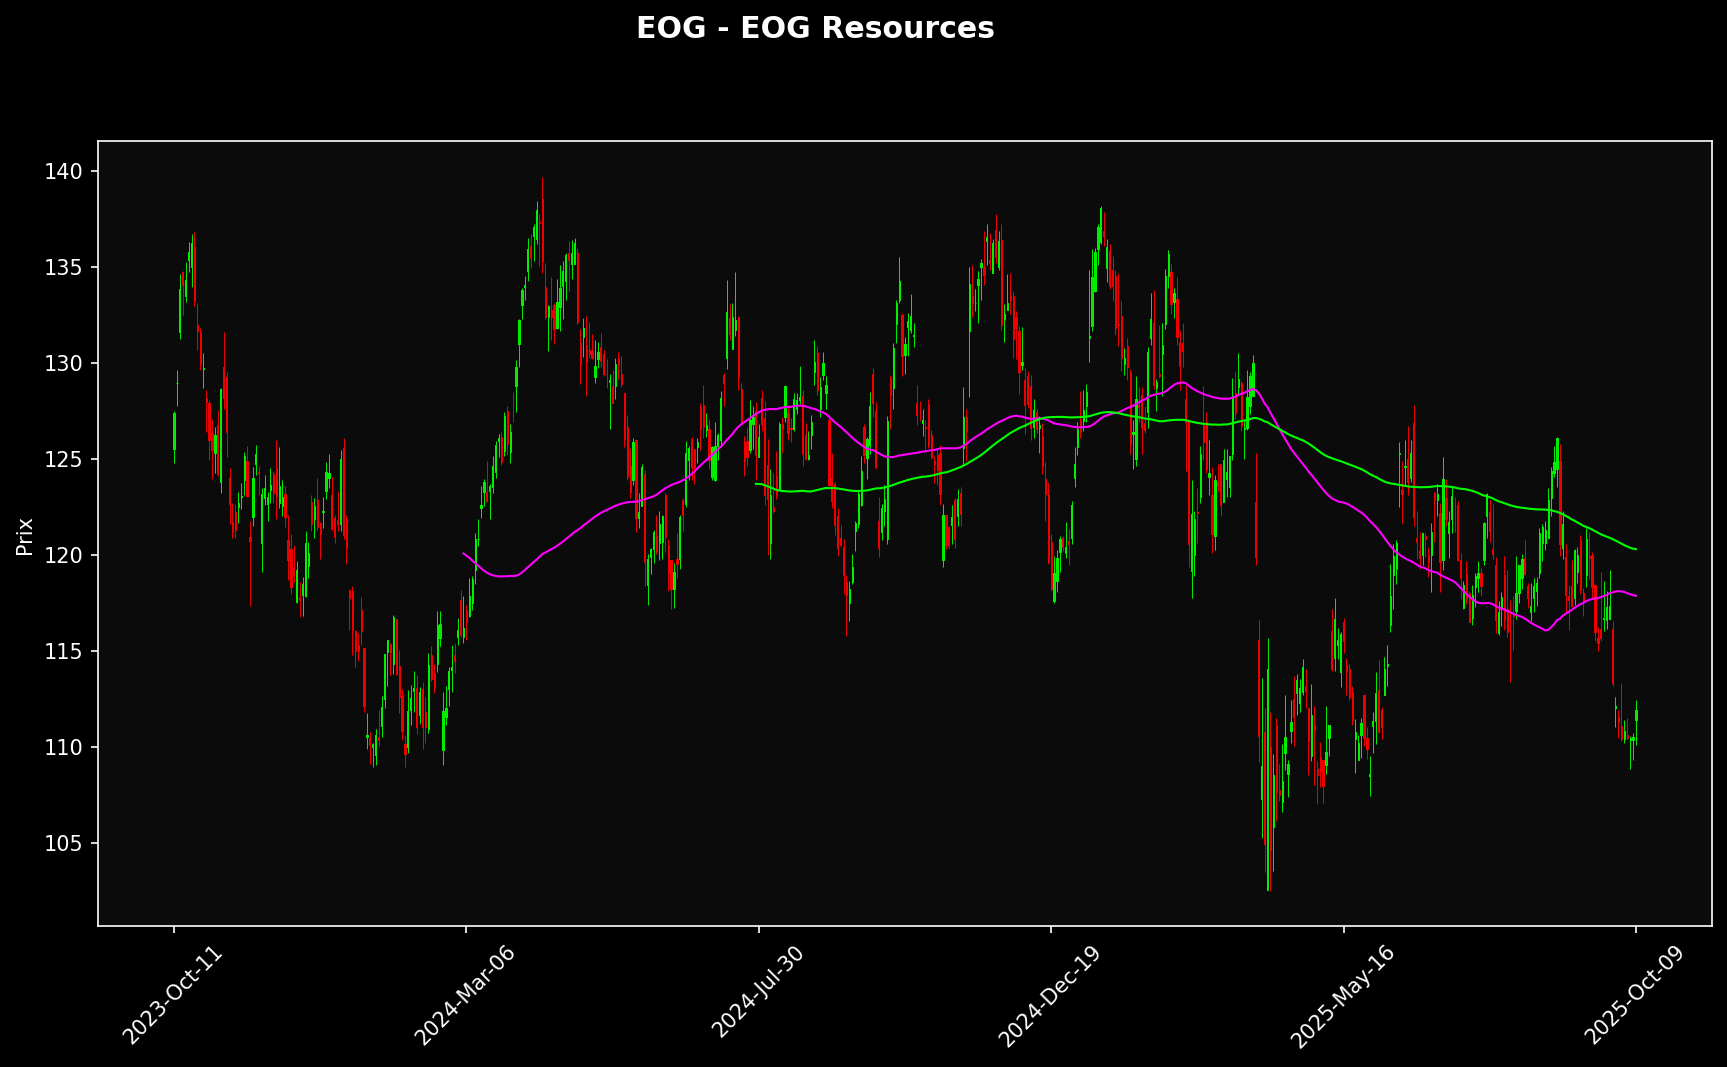 EOG - EOG Resources
Prix
140
135
130
125
120
115
110
105
2023-Oct-11
2024-Mar-06
2024-Jul-30
2024-Dec-19
2025-May-16
2025-Oct-09